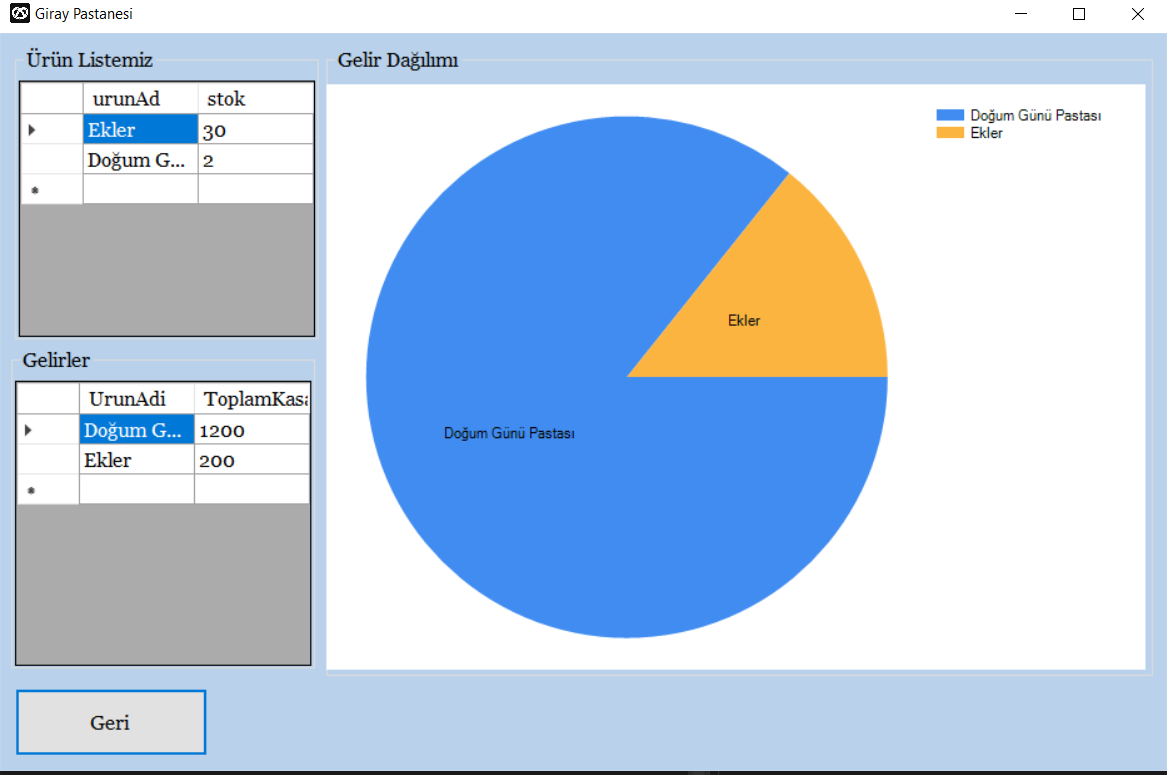 Giray Pastanesi
Ürün Listemiz
urunAd stok
Ekler 30
Doğum G... 2
Gelirler
UrunAdi ToplamKasa
Doğum G... 1200
Ekler 200
Geri
Gelir Dağılımı
Doğum Günü Pastası
Ekler
Ekler
Doğum Günü Pastası